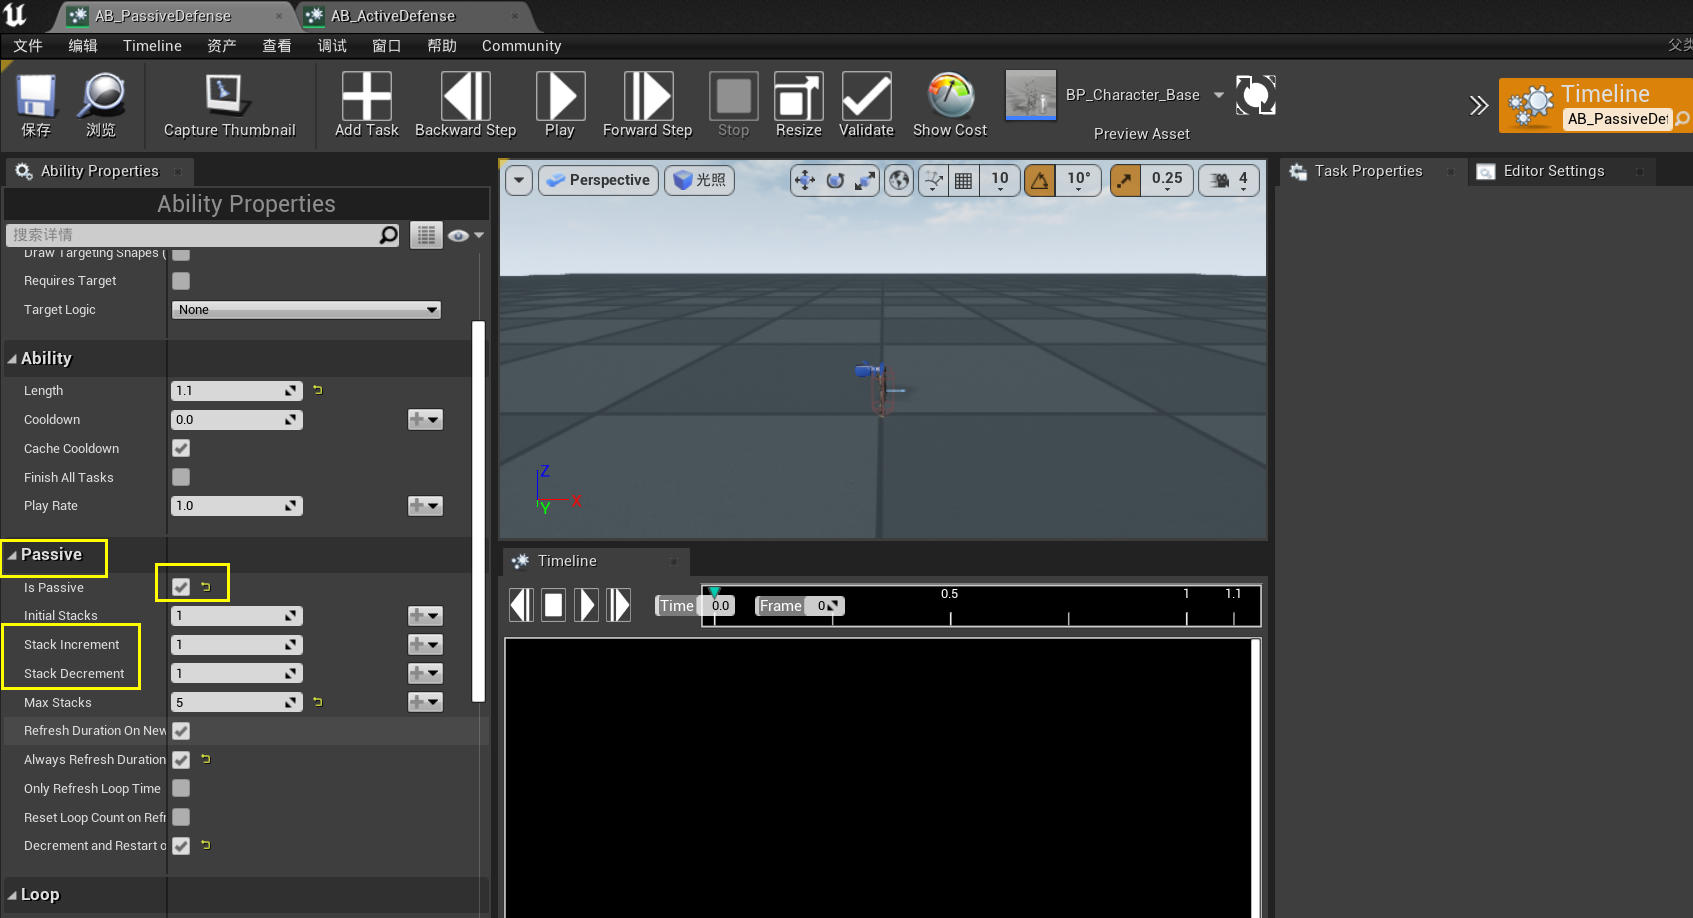 AB_PassiveDefense
AB_ActiveDefense
文件 编辑 Timeline 资产 查看 调试 窗口 帮助 Community
父类
保存 浏览 Capture Thumbnail Add Task Backward Step Play Forward Step Stop Resize Validate Show Cost
BP_Character_Base
Preview Asset
Timeline
AB_PassiveDef
Ability Properties
Ability Properties
搜索详情
Draw Targeting Shapes (
Requires Target
Target Logic None
Ability
Length 1.1
Cooldown 0.0
Cache Cooldown
Finish All Tasks
Play Rate 1.0
Passive
Is Passive
Initial Stacks 1
Stack Increment 1
Stack Decrement 1
Max Stacks 5
Refresh Duration On New
Always Refresh Duration
Only Refresh Loop Time
Reset Loop Count on Refr
Decrement and Restart o
Loop
Perspective 光照 10 10° 0.25 4
Z
X
Y
Timeline
Time 0.0 Frame 0
0.5 1 1.1
Task Properties
Editor Settings